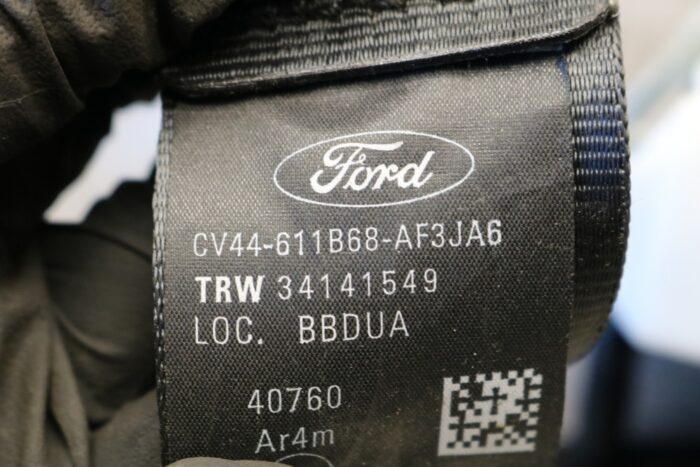 Ford
CV44-611B68-AF3JA6
TRW 34141549
LOC. BBDUA
40760
Ar4m